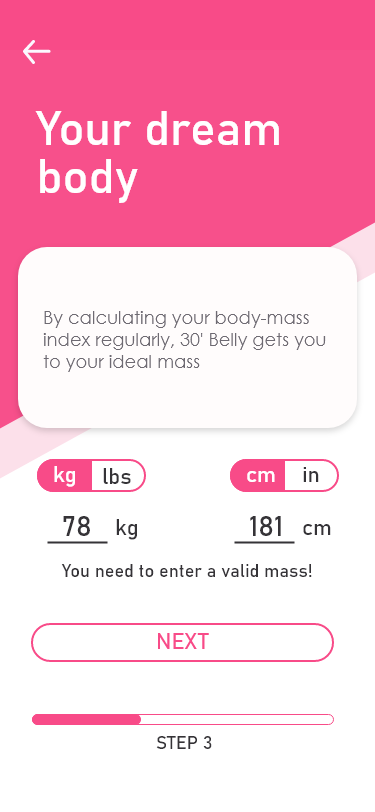 Your dream
body
By calculating your body-mass
index regularly, 30' Belly gets you
to your ideal mass
kg lbs cm in
78 kg 181 cm
You need to enter a valid mass!
NEXT
STEP 3